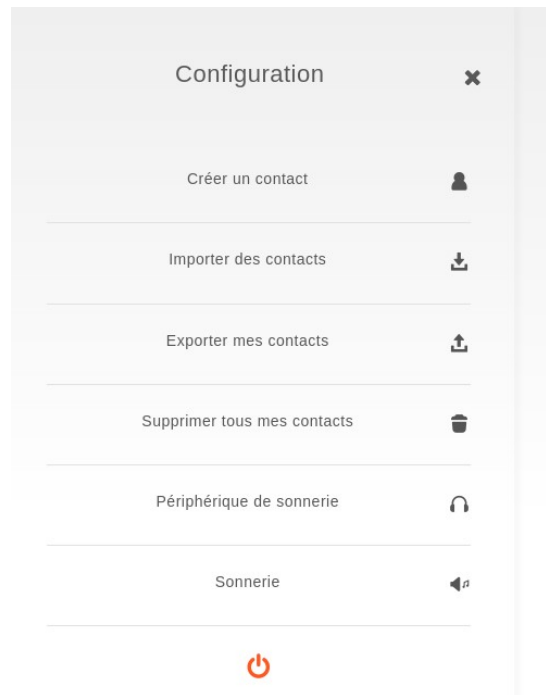 Configuration
Créer un contact
Importer des contacts
Exporter mes contacts
Supprimer tous mes contacts
Périphérique de sonnerie
Sonnerie